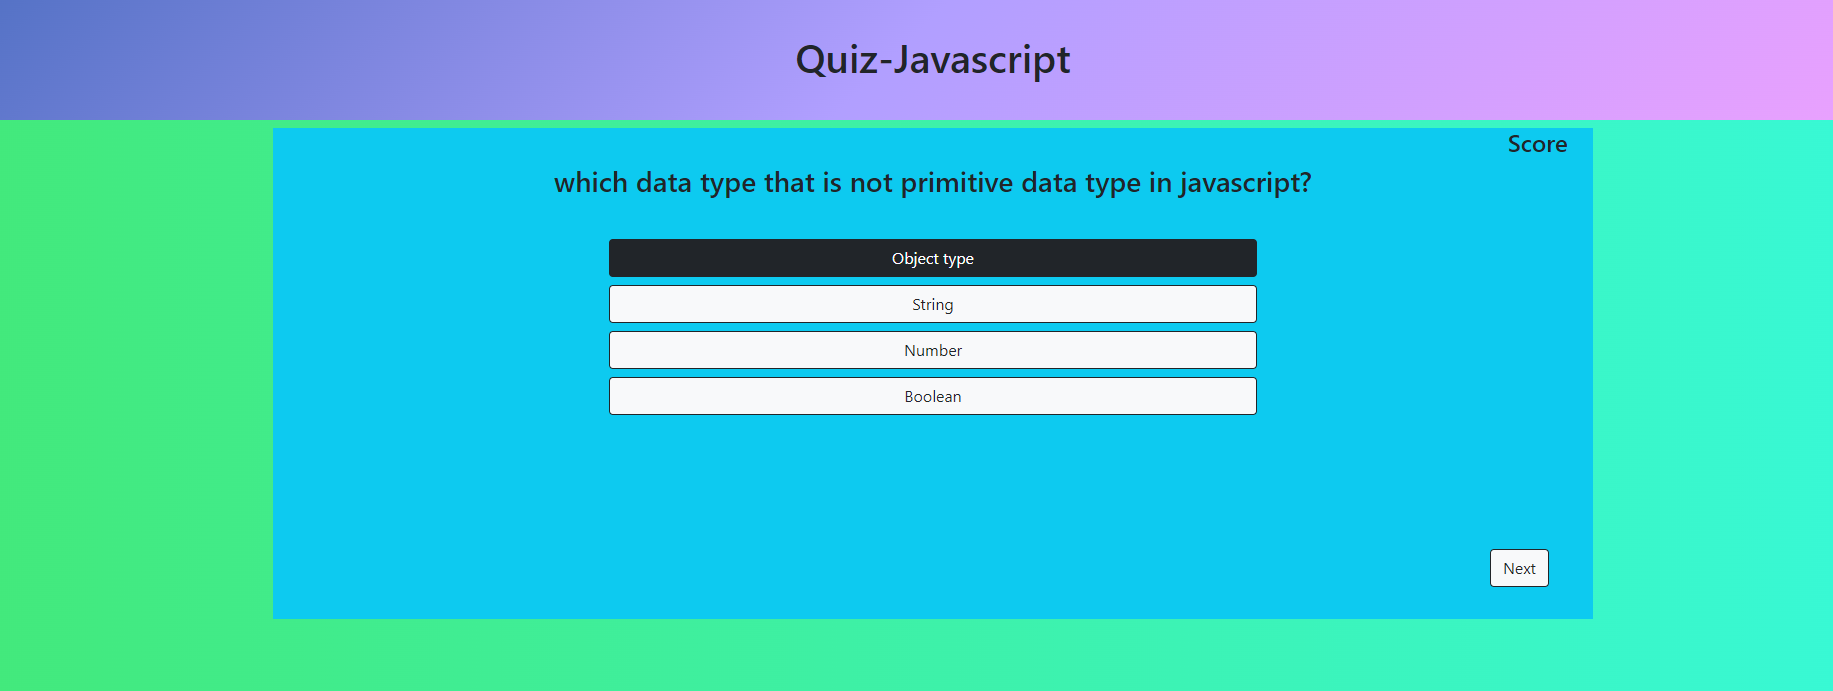 Quiz-Javascript
Score
which data type that is not primitive data type in javascript?
Object type
String
Number
Boolean
Next